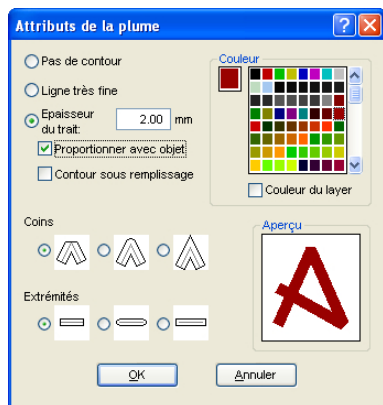 Attributs de la plume
Pas de contour
Ligne très fine
Epaisseur
du trait:
2.00 mm
Proportionner avec objet
Contour sous remplissage
Couleur
Couleur du layer
Coins
Extrémités
Aperçu
OK
Annuler